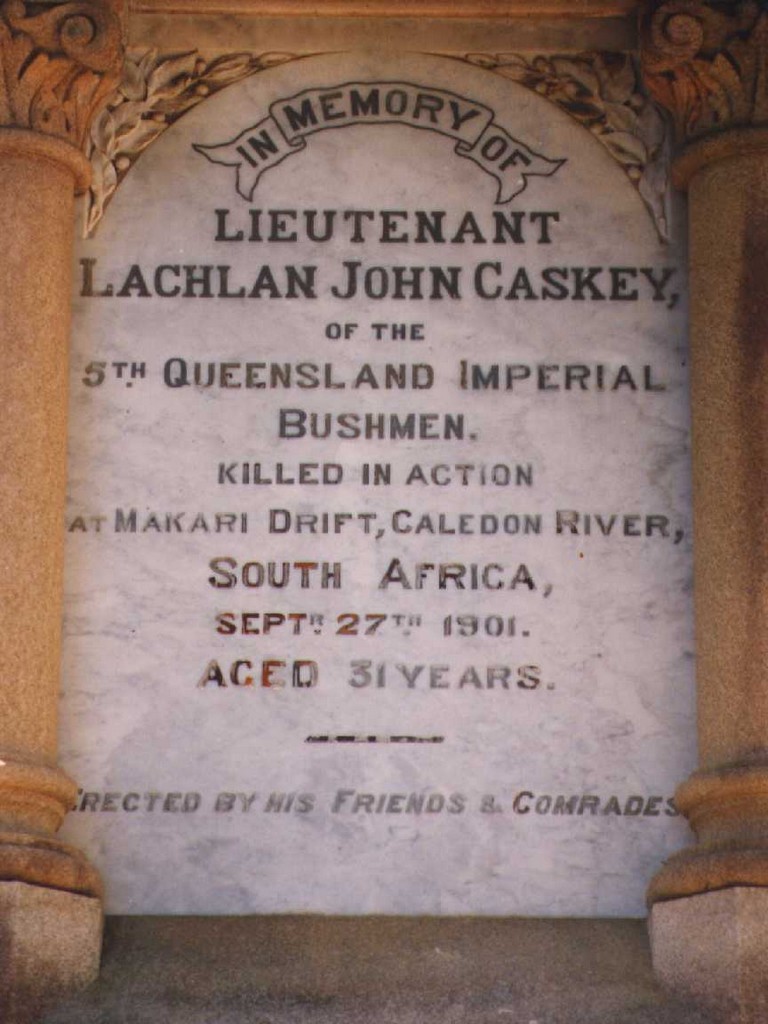 IN MEMORY OF
LIEUTENANT
LACHLAN JOHN CASKEY,
OF THE
5TH QUEENSLAND IMPERIAL
BUSHMEN.
KILLED IN ACTION
AT MAKARI DRIFT, CALEDON RIVER,
SOUTH AFRICA,
SEPTR 27TH 1901.
AGED 31 YEARS.
ERECTED BY HIS FRIENDS & COMRADES